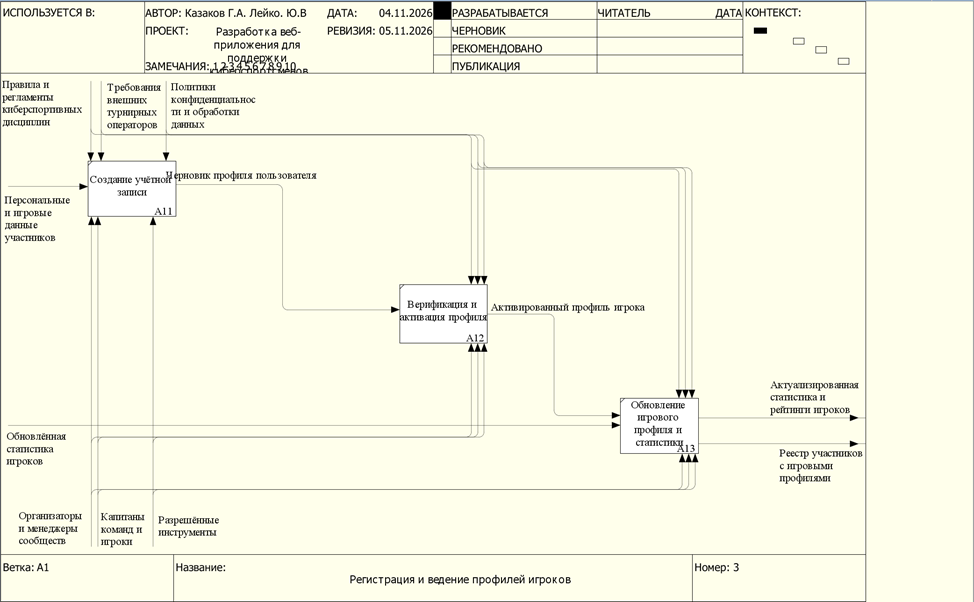 ИСПОЛЬЗУЕТСЯ В:
АВТОР: Казаков Г.А. Лейко. Ю.В
ДАТА: 04.11.2026
РАЗРАБАТЫВАЕТСЯ
ЧИТАТЕЛЬ
ДАТА
КОНТЕКСТ:
ПРОЕКТ:
Разработка веб-
приложения для
поддержки
киберспортсменов
РЕВИЗИЯ: 05.11.2026
ЧЕРНОВИК
РЕКОМЕНДОВАНО
ЗАМЕЧАНИЯ: 1 2 3 4 5 6 7 8 9 10
ПУБЛИКАЦИЯ
Правила и
регламенты
киберспортивных
дисциплин
Требования
внешних
турнирных
операторов
Политики
конфиденциальнос
ти и обработки
данных
Создание учётной
записи
A11
Черновик профиля пользователя
Персональные
и игровые
данные
участников
Верификация и
активация профиля
A12
Активированный профиль игрока
Обновление
игрового
профиля и
статистики
A13
Актуализированная
статистика и
рейтинги игроков
Реестр участников
с игровыми
профилями
Обновлённая
статистика
игроков
Организаторы
и менеджеры
сообществ
Капитаны
команд и
игроки
Разрешённые
инструменты
Ветка: A1
Название:
Регистрация и ведение профилей игроков
Номер: 3